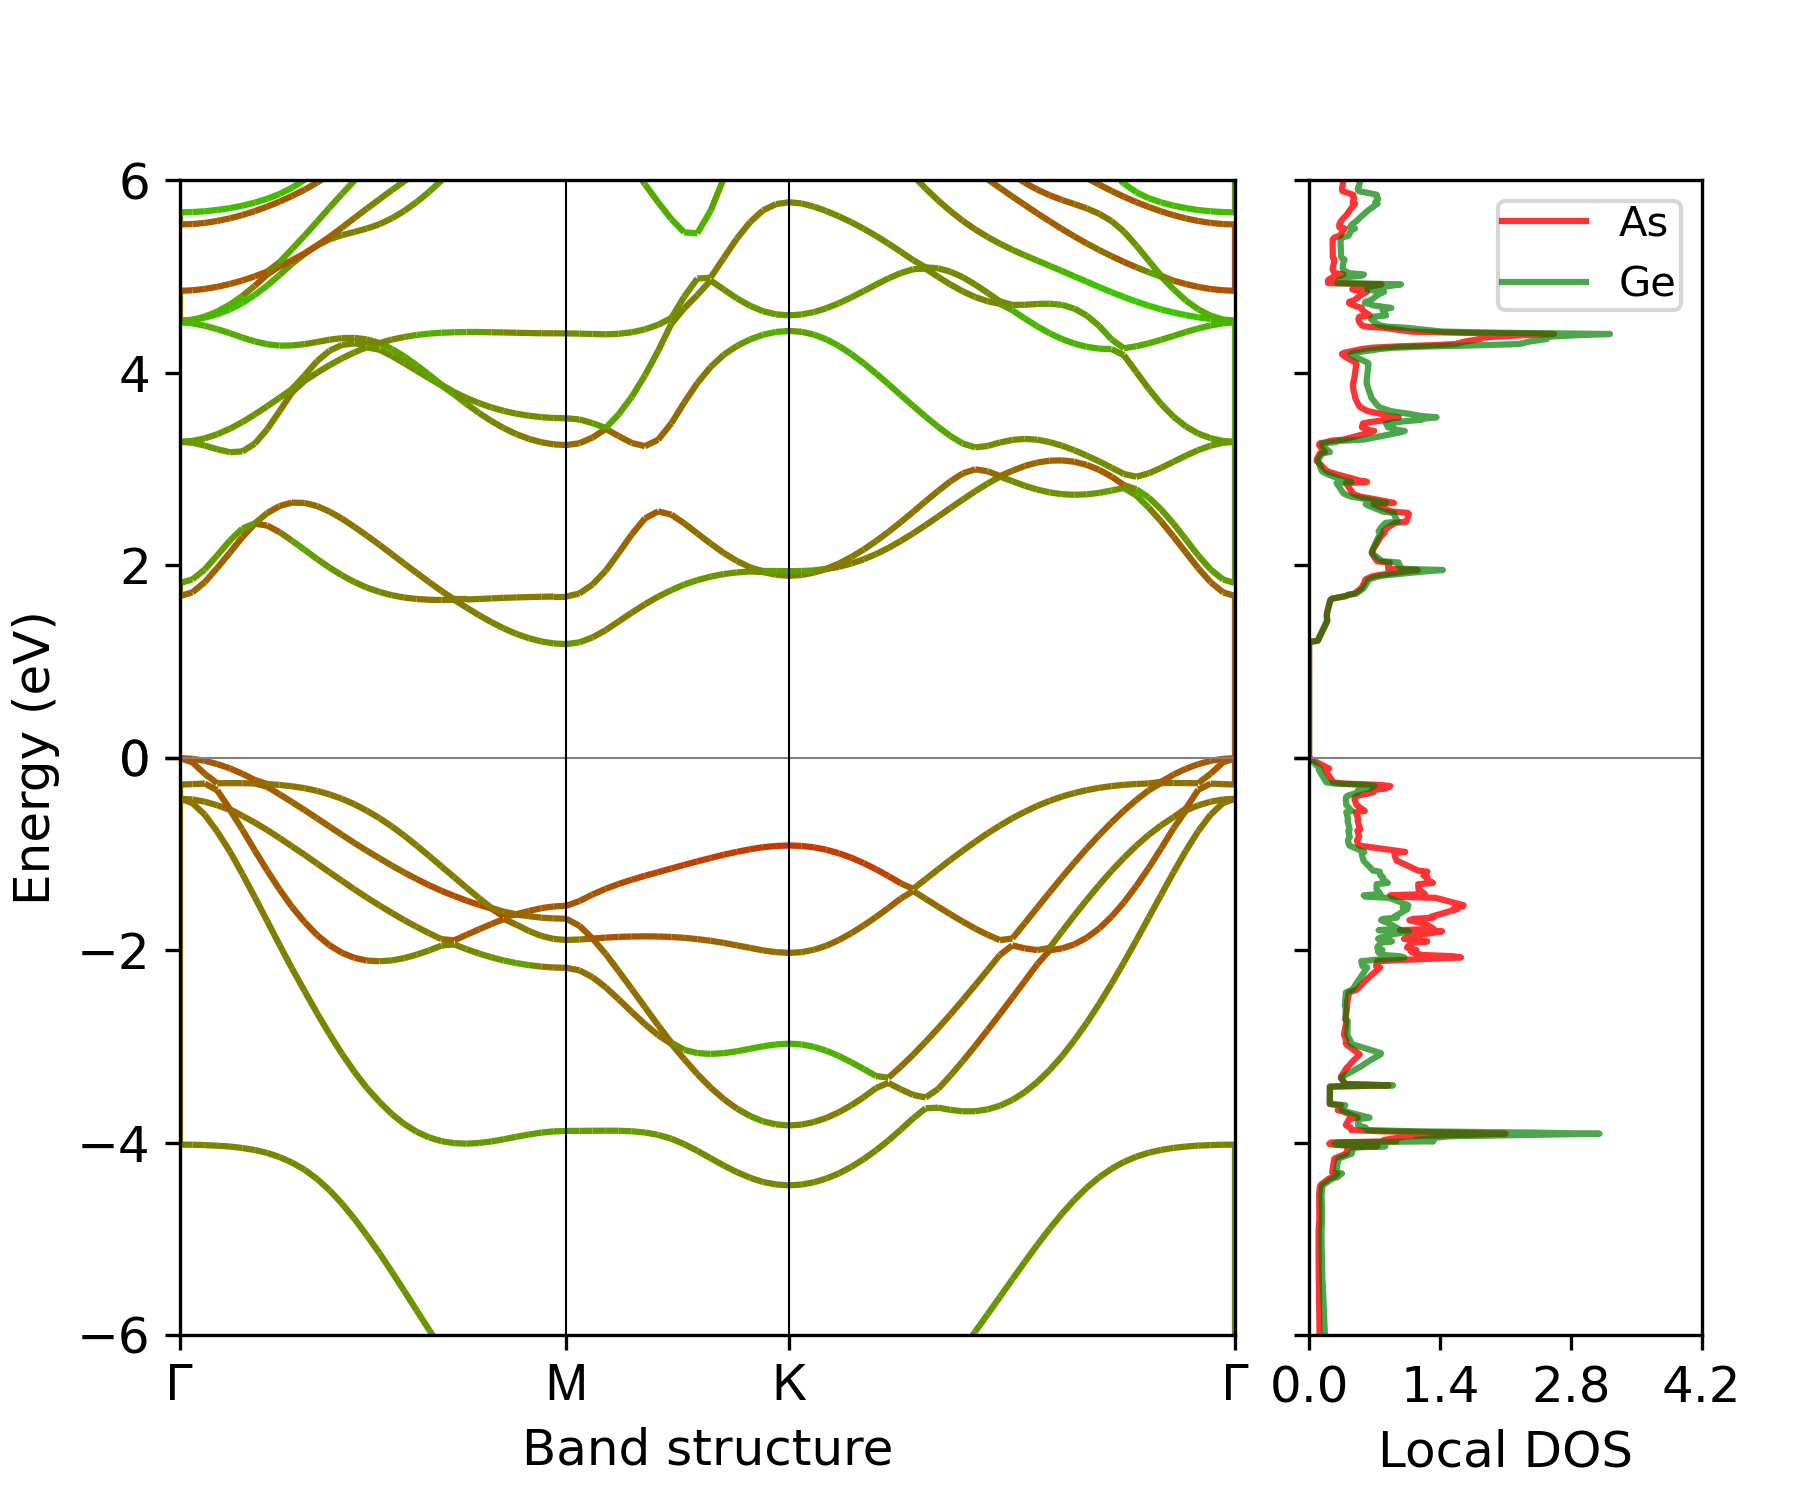 6
4
2
0
−2
−4
−6
Energy (eV)
Γ
M
K
Γ
Band structure
As
Ge
0.0
1.4
2.8
4.2
Local DOS